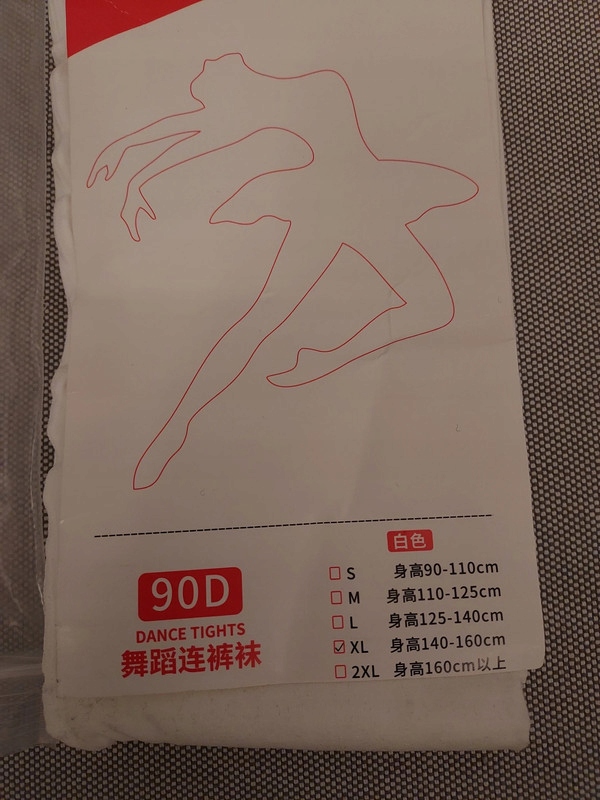 白色
90D
DANCE TIGHTS
舞蹈连裤袜
S 身高90-110cm
M 身高110-125cm
L 身高125-140cm
XL 身高140-160cm
2XL 身高160cm以上